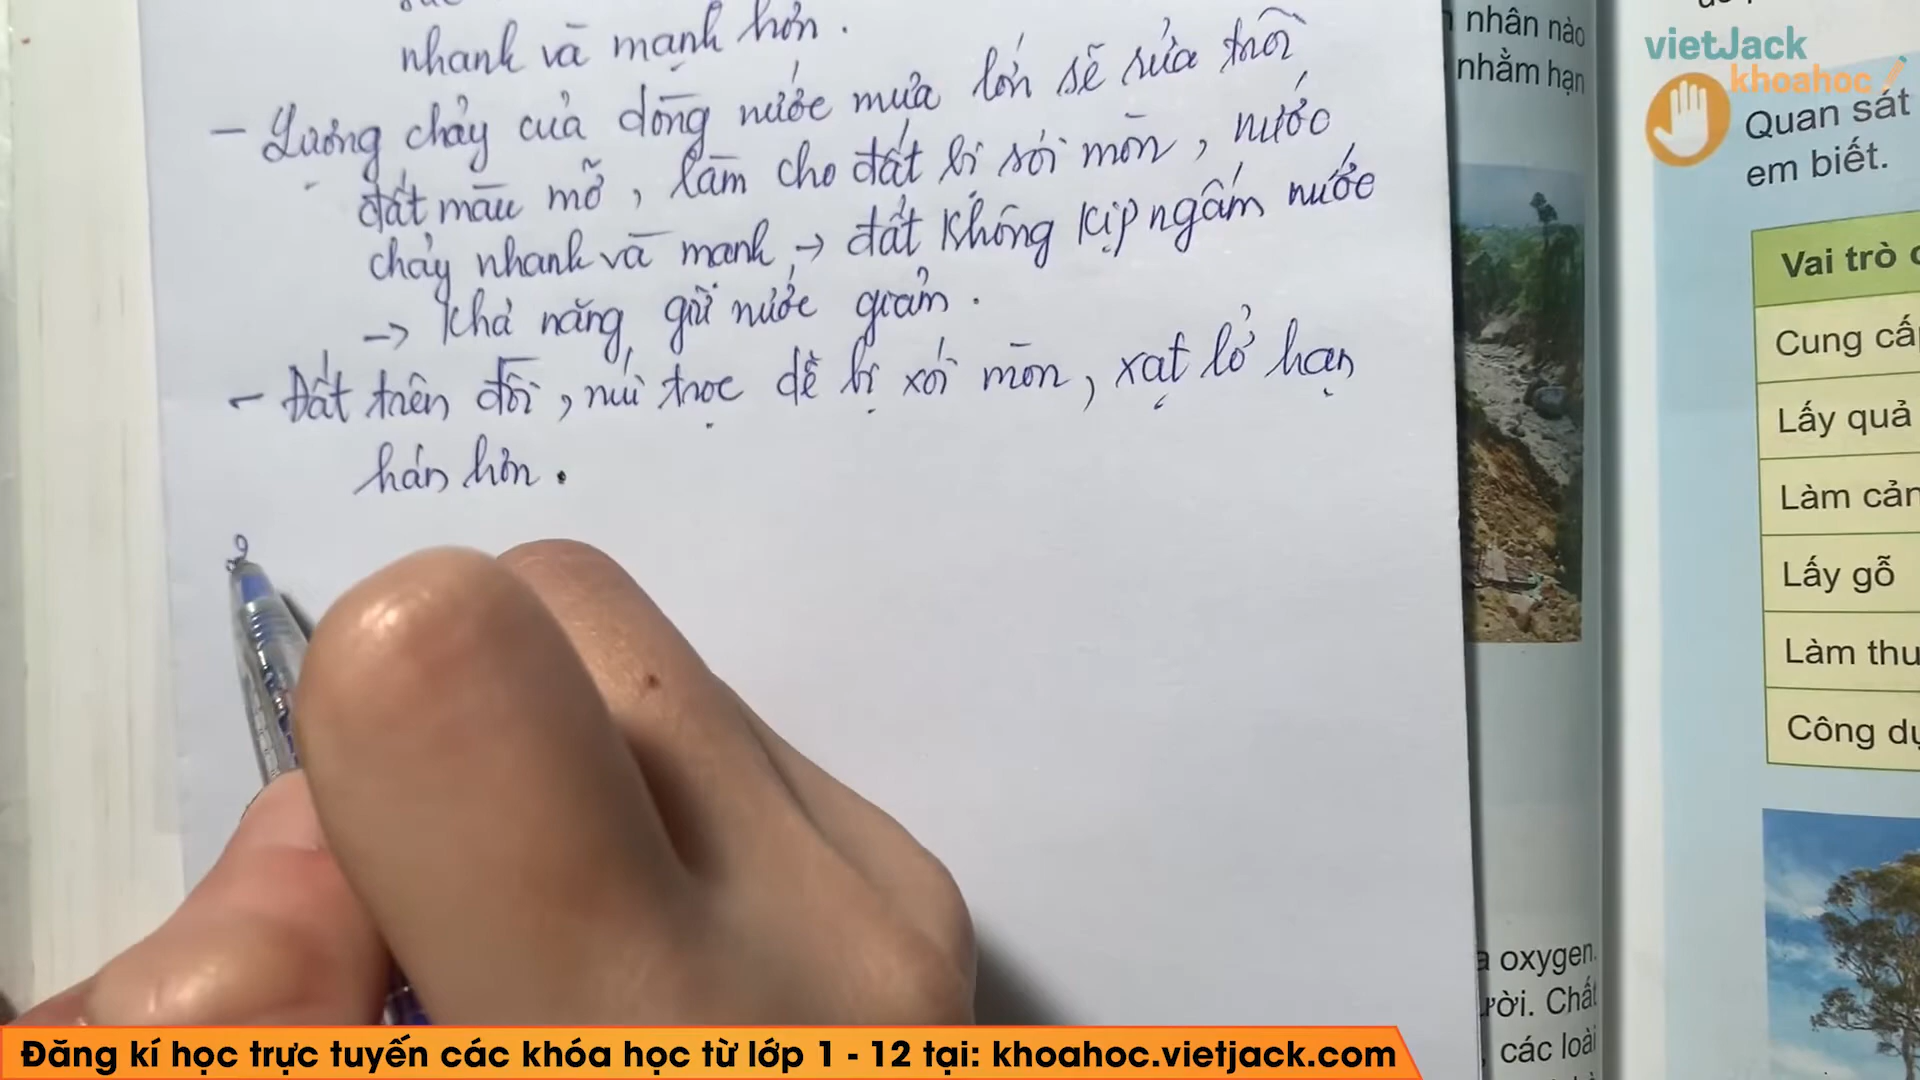 nhanh và mạnh hơn.
- Lượng chảy của dòng nước mưa lớn sẽ rửa trôi
đất màu mỡ, làm cho đất bị sói mòn, nước
chảy nhanh và mạnh → đất không kịp ngấm nước
→ khả năng giữ nước giảm.
- Đất trên đồi, núi trọc dễ bị xói mòn, xạt lở hạn
hán hơn.
2
nhân nào
nhằm hạn
a oxygen.
ười. Chất
, các loài
vietJack
khoahoc
Quan sát
em biết.
Vai trò
Cung cấ
Lấy quả
Làm cản
Lấy gỗ
Làm thu
Công dụ
Đăng kí học trực tuyến các khóa học từ lớp 1 - 12 tại: khoahoc.vietjack.com